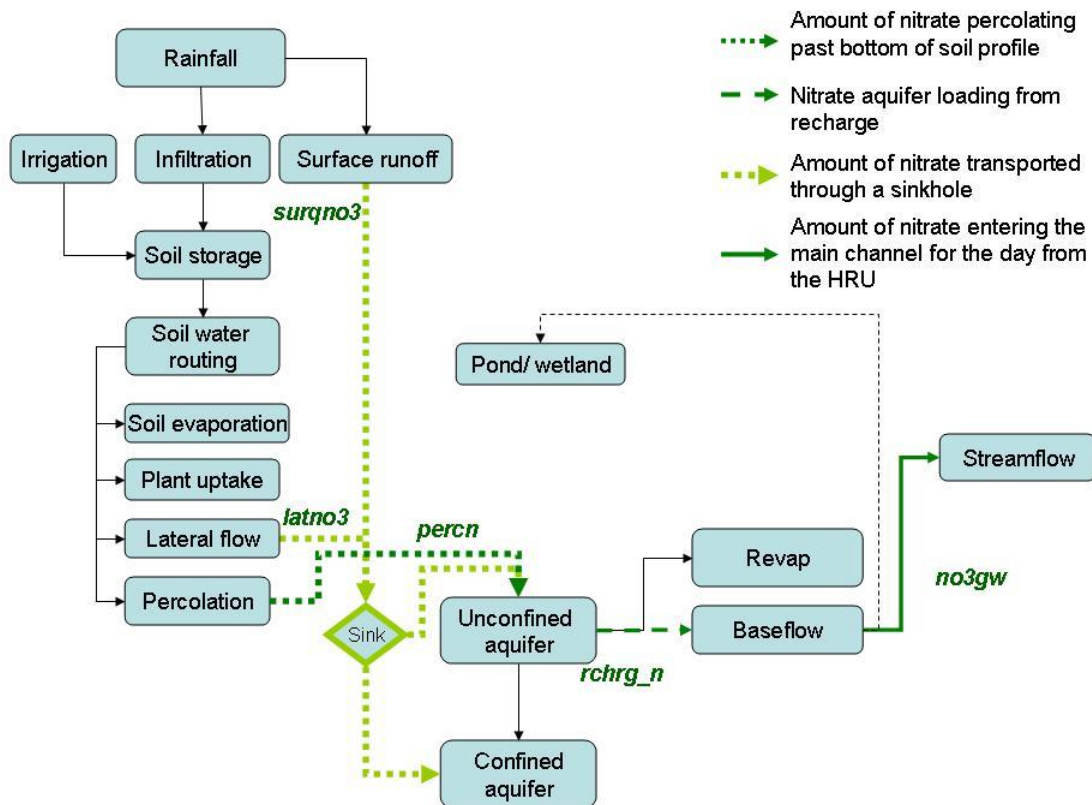 Rainfall
Amount of nitrate percolating
past bottom of soil profile
Nitrate aquifer loading from
recharge
Irrigation
Infiltration
Surface runoff
Amount of nitrate transported
through a sinkhole
surqno3
Amount of nitrate entering the
main channel for the day from
the HRU
Soil storage
Soil water
routing
Pond/ wetland
Soil evaporation
Streamflow
Plant uptake
latno3
percn
Lateral flow
Revap
no3gw
Percolation
Sink
Unconfined
aquifer
Baseflow
rchrg_n
Confined
aquifer